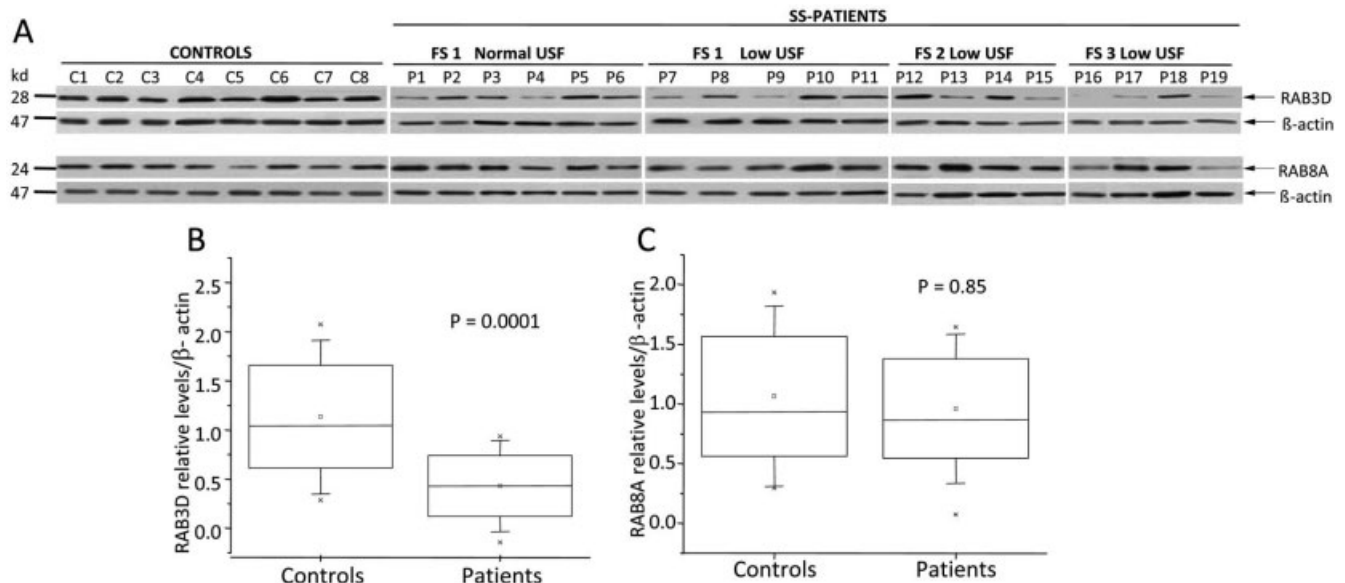 SS-PATIENTS
A
CONTROLS FS 1 Normal USF FS 1 Low USF FS 2 Low USF FS 3 Low USF
kd C1 C2 C3 C4 C5 C6 C7 C8 P1 P2 P3 P4 P5 P6 P7 P8 P9 P10 P11 P12 P13 P14 P15 P16 P17 P18 P19
28 RAB3D
47 ß-actin
24 RAB8A
47 ß-actin
B
RAB3D relative levels/β- actin
2.5
2.0
1.5
1.0
0.5
0.0
P = 0.0001
Controls Patients
C
RAB8A relative levels/β -actin
2.0
1.5
1.0
0.5
0.0
P = 0.85
Controls Patients